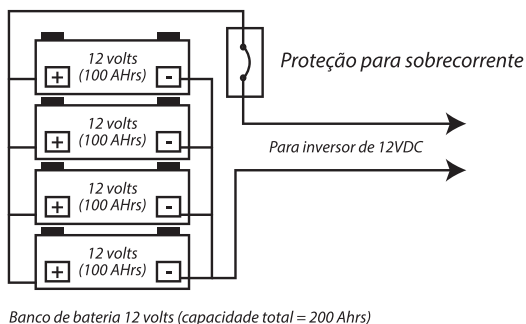 12 volts
(100 AHrs)
+
-
Proteção para sobrecorrente
12 volts
(100 AHrs)
+
-
Para inversor de 12VDC
12 volts
(100 AHrs)
+
-
12 volts
(100 AHrs)
+
-
Banco de bateria 12 volts (capacidade total = 200 Ahrs)